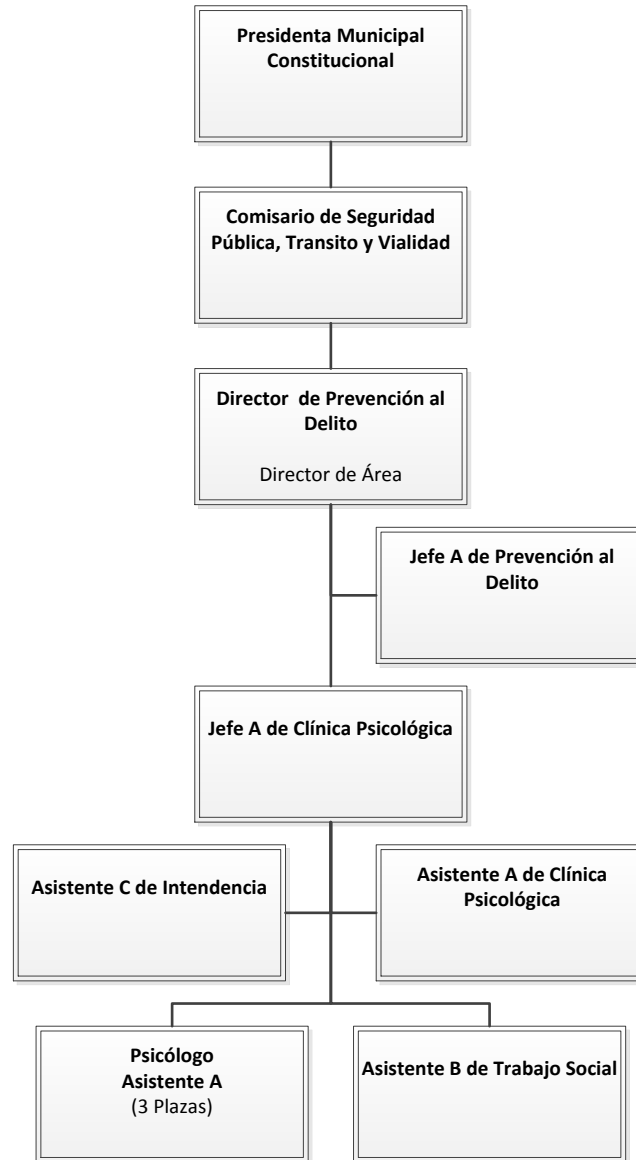 Presidenta Municipal
Constitucional
Comisario de Seguridad
Pública, Transito y Vialidad
Director  de Prevención al
Delito
Director de Área
Jefe A de Prevención al
Delito
Jefe A de Clínica Psicológica
Asistente C de Intendencia
Asistente A de Clínica
Psicológica
Psicólogo
Asistente A
(3 Plazas)
Asistente B de Trabajo Social